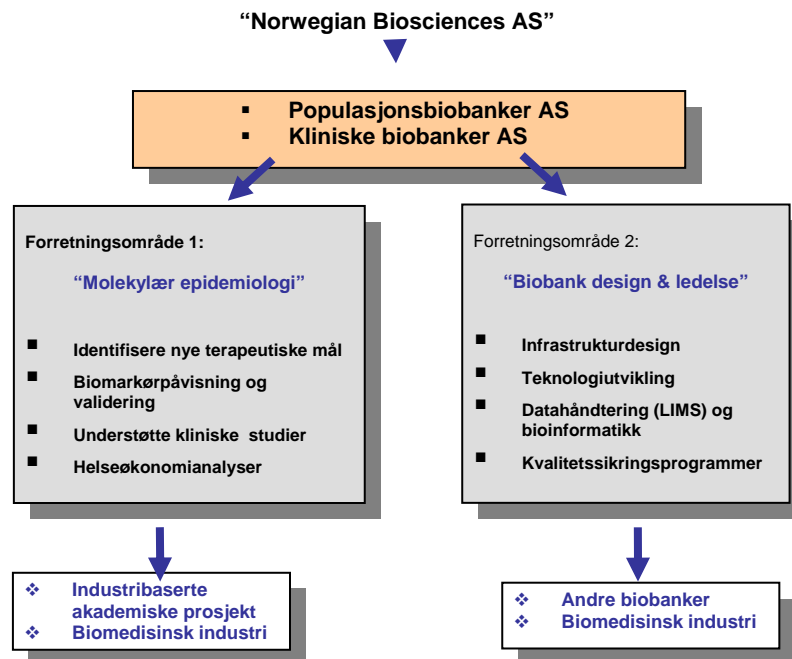 “Norwegian Biosciences AS”
▪ Populasjonsbiobanker AS
▪ Kliniske biobanker AS
Forretningsområde 1:
“Molekylær epidemiologi”
▪ Identifisere nye terapeutiske mål
▪ Biomarkørpåvisning og
validering
▪ Understøtte kliniske studier
▪ Helseøkonomianalyser
❖ Industribaserte
akademiske prosjekt
❖ Biomedisinsk industri
Forretningsområde 2:
“Biobank design & ledelse”
▪ Infrastrukturdesign
▪ Teknologiutvikling
▪ Datahåndtering (LIMS) og
bioinformatikk
▪ Kvalitetssikringsprogrammer
❖ Andre biobanker
❖ Biomedisinsk industri